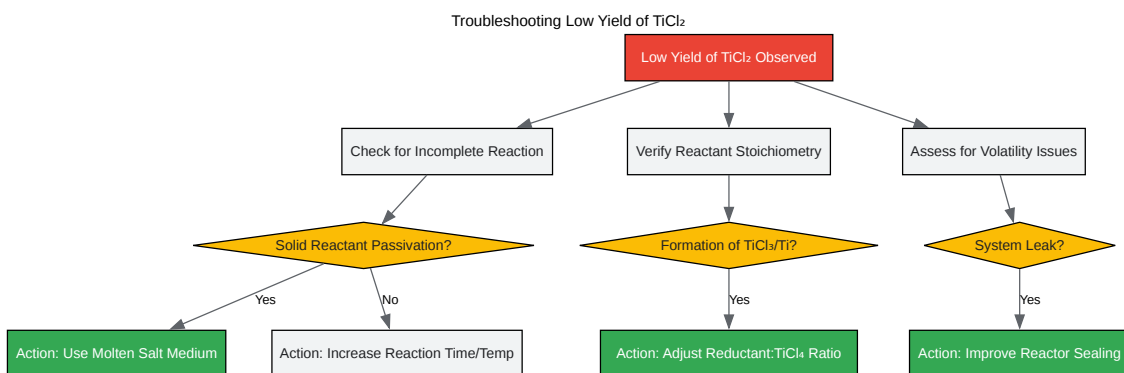 Troubleshooting Low Yield of TiCl₂
Low Yield of TiCl₂ Observed
Check for Incomplete Reaction
Verify Reactant Stoichiometry
Assess for Volatility Issues
Solid Reactant Passivation?
Formation of TiCl₃/Ti?
System Leak?
Yes
No
Yes
Yes
Action: Use Molten Salt Medium
Action: Increase Reaction Time/Temp
Action: Adjust Reductant:TiCl₄ Ratio
Action: Improve Reactor Sealing